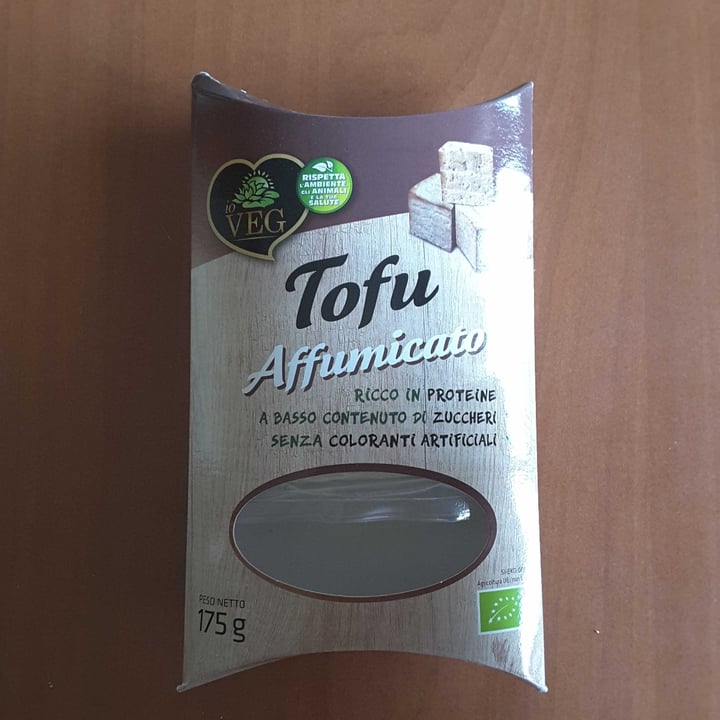 io
VEG
RISPETTA
L'AMBIENTE
GLI ANIMALI
E LA TUA
SALUTE
Tofu
Affumicato
RICCO IN PROTEINE
A BASSO CONTENUTO DI ZUCCHERI
SENZA COLORANTI ARTIFICIALI
PESO NETTO
175 g
Agricoltura